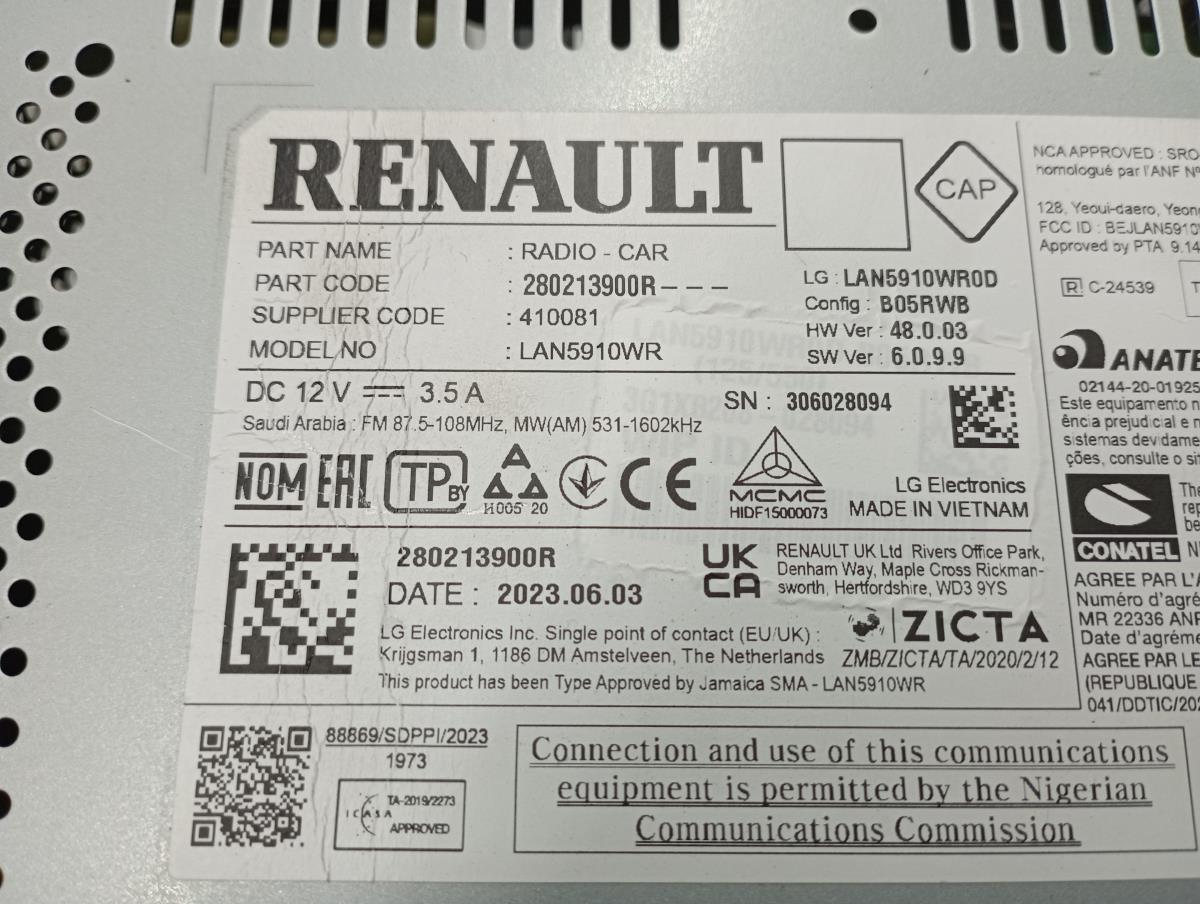 RENAULT
CAP
PART NAME : RADIO - CAR
PART CODE : 280213900R---
SUPPLIER CODE : 410081
MODEL NO : LAN5910WR
LG : LAN5910WR0D
Config : B05RWB
HW Ver : 48.0.03
SW Ver : 6.0.9.9
DC 12 V 3.5 A
SN : 306028094
Saudi Arabia : FM 87.5-108MHz, MW(AM) 531-1602kHz
NOM EAC TP BY
H005 20
CE
MCMC
HIDF15000073
LG Electronics
MADE IN VIETNAM
280213900R
DATE : 2023.06.03
UK
CA
RENAULT UK Ltd Rivers Office Park,
Denham Way, Maple Cross Rickman-
sworth, Hertfordshire, WD3 9YS
LG Electronics Inc. Single point of contact (EU/UK) :
Krijgsman 1, 1186 DM Amstelveen, The Netherlands
ZICTA
ZMB/ZICTA/TA/2020/2/12
This product has been Type Approved by Jamaica SMA - LAN5910WR
88869/SDPPI/2023
1973
TA-2019/2273
ICASA
APPROVED
Connection and use of this communications
equipment is permitted by the Nigerian
Communications Commission
NCA APPROVED : SRO-
homologué par l'ANF N°
128, Yeoui-daero, Yeong
FCC ID : BEJLAN5910
Approved by PTA 9.14
R C-24539
ANATE
02144-20-01925
Este equipamento n
ência prejudicial e n
sistemas devidame
ções, consulte o sit
The
rep
be
CONATEL
AGREE PAR L'A
Numéro d'agré
MR 22336 ANR
Date d'agréme
AGREE PAR LE
(REPUBLIQUE
041/DDTIC/202